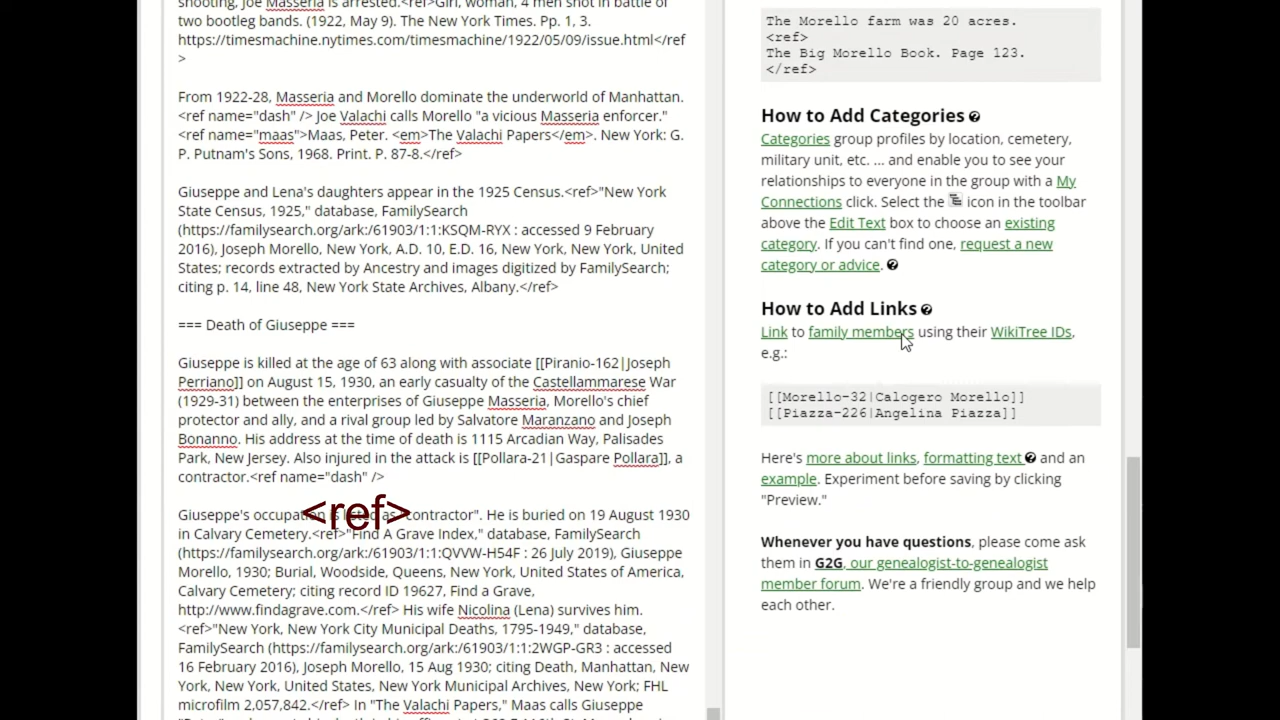 shooting, Joe Masseria is arrested.<ref>Girl, woman, 4 men shot in battle of
two bootleg bands. (1922, May 9). The New York Times. Pp. 1, 3.
https://timesmachine.nytimes.com/timesmachine/1922/05/09/issue.html</ref
>
From 1922-28, Masseria and Morello dominate the underworld of Manhattan.
<ref name="dash" /> Joe Valachi calls Morello "a vicious Masseria enforcer."
<ref name="maas">Maas, Peter. <em>The Valachi Papers</em>. New York: G.
P. Putnam's Sons, 1968. Print. P. 87-8.</ref>
Giuseppe and Lena's daughters appear in the 1925 Census.<ref>"New York
State Census, 1925," database, FamilySearch
(https://familysearch.org/ark:/61903/1:1:KSQM-RYX : accessed 9 February
2016), Joseph Morello, New York, A.D. 10, E.D. 16, New York, New York, United
States; records extracted by Ancestry and images digitized by FamilySearch;
citing p. 14, line 48, New York State Archives, Albany.</ref>
=== Death of Giuseppe ===
Giuseppe is killed at the age of 63 along with associate [[Piranio-162|Joseph
Perriano]] on August 15, 1930, an early casualty of the Castellammarese War
(1929-31) between the enterprises of Giuseppe Masseria, Morello's chief
protector and ally, and a rival group led by Salvatore Maranzano and Joseph
Bonanno. His address at the time of death is 1115 Arcadian Way, Palisades
Park, New Jersey. Also injured in the attack is [[Pollara-21|Gaspare Pollara]], a
contractor.<ref name="dash" />
<ref>
Giuseppe's occupation is listed as "contractor". He is buried on 19 August 1930
in Calvary Cemetery.<ref>"Find A Grave Index," database, FamilySearch
(https://familysearch.org/ark:/61903/1:1:QVVW-H54F : 26 July 2019), Giuseppe
Morello, 1930; Burial, Woodside, Queens, New York, United States of America,
Calvary Cemetery; citing record ID 19627, Find a Grave,
http://www.findagrave.com.</ref> His wife Nicolina (Lena) survives him.
<ref>"New York, New York City Municipal Deaths, 1795-1949," database,
FamilySearch (https://familysearch.org/ark:/61903/1:1:2WGP-GR3 : accessed
16 February 2016), Joseph Morello, 15 Aug 1930; citing Death, Manhattan, New
York, New York, United States, New York Municipal Archives, New York; FHL
microfilm 2,057,842.</ref> In "The Valachi Papers," Maas calls Giuseppe
The Morello farm was 20 acres.
<ref>
The Big Morello Book. Page 123.
</ref>
How to Add Categories
Categories group profiles by location, cemetery,
military unit, etc. ... and enable you to see your
relationships to everyone in the group with a My
Connections click. Select the icon in the toolbar
above the Edit Text box to choose an existing
category. If you can't find one, request a new
category or advice.
How to Add Links
Link to family members using their WikiTree IDs,
e.g.:
[[Morello-32|Calogero Morello]]
[[Piazza-226|Angelina Piazza]]
Here's more about links, formatting text and an
example. Experiment before saving by clicking
"Preview."
Whenever you have questions, please come ask
them in G2G, our genealogist-to-genealogist
member forum. We're a friendly group and we help
each other.